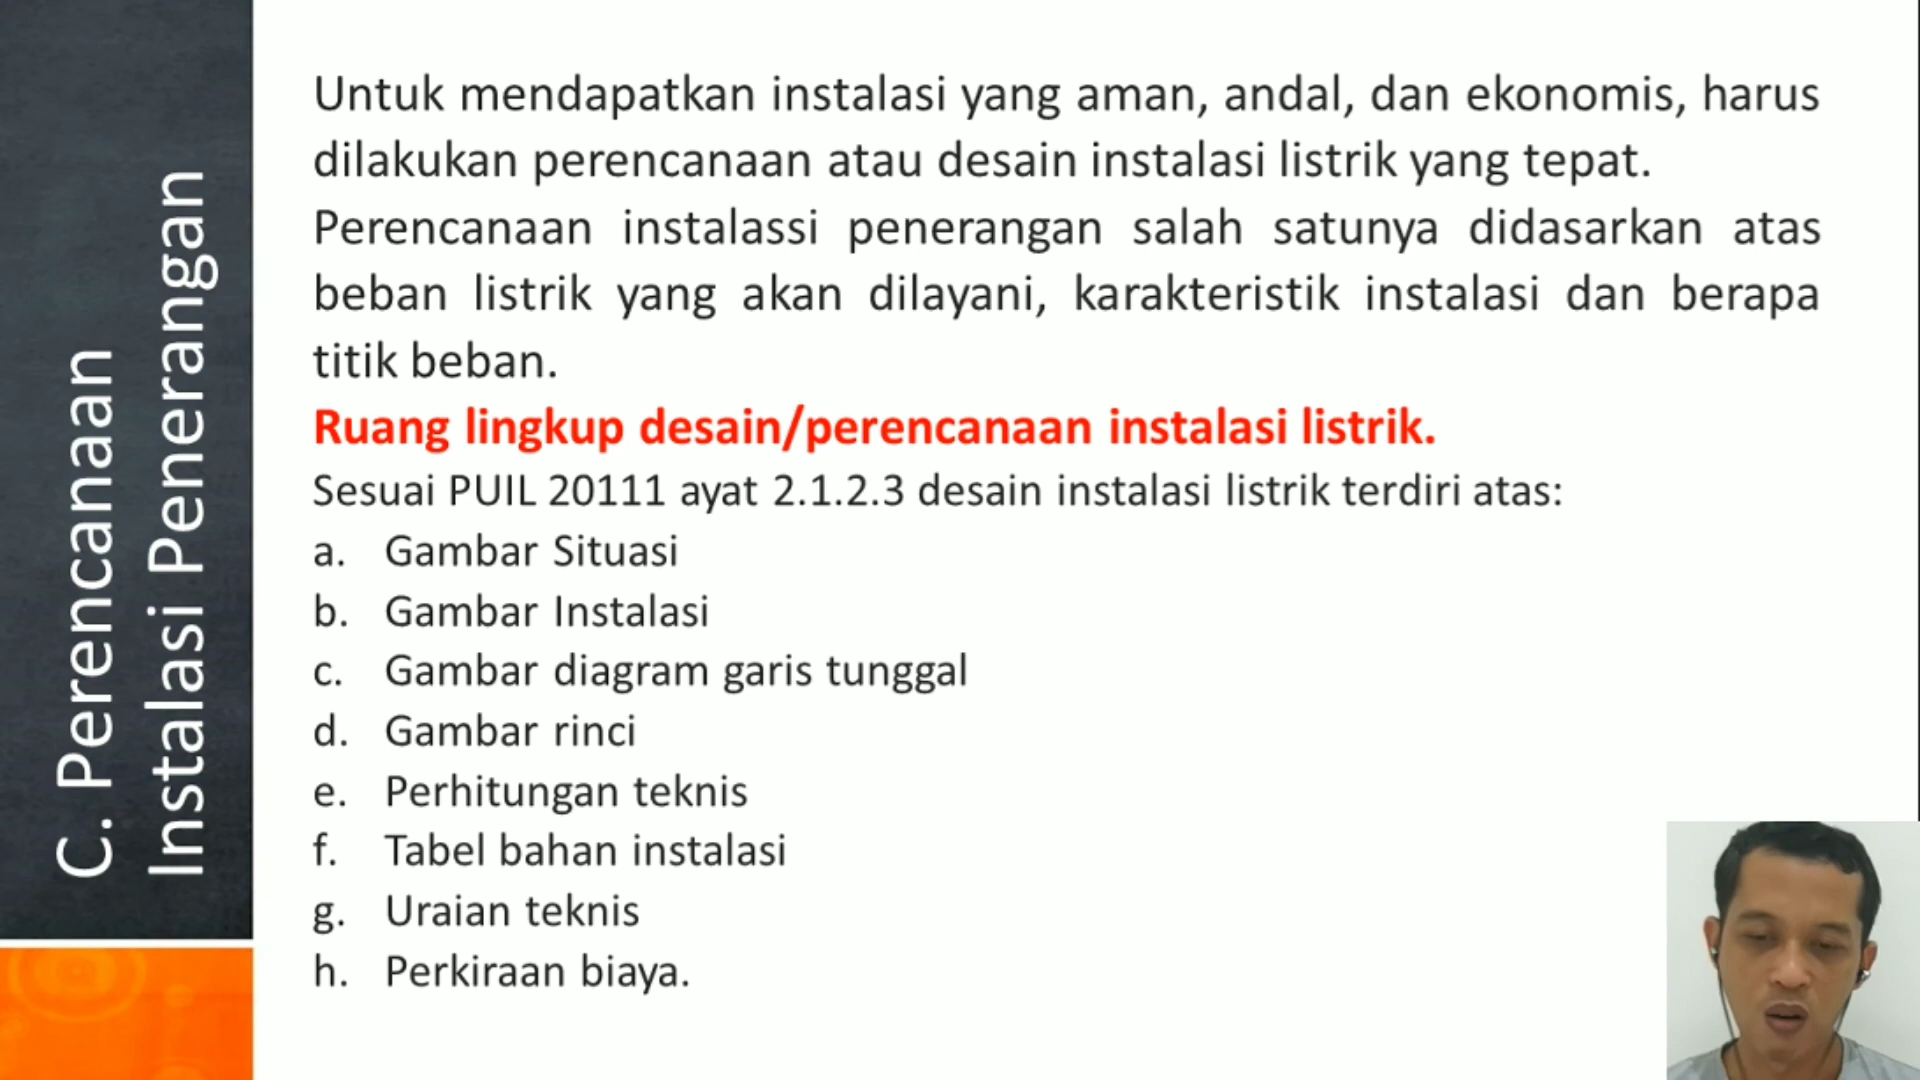 C. Perencanaan
Instalasi Penerangan
Untuk mendapatkan instalasi yang aman, andal, dan ekonomis, harus
dilakukan perencanaan atau desain instalasi listrik yang tepat.
Perencanaan instalassi penerangan salah satunya didasarkan atas
beban listrik yang akan dilayani, karakteristik instalasi dan berapa
titik beban.
Ruang lingkup desain/perencanaan instalasi listrik.
Sesuai PUIL 20111 ayat 2.1.2.3 desain instalasi listrik terdiri atas:
a. Gambar Situasi
b. Gambar Instalasi
c. Gambar diagram garis tunggal
d. Gambar rinci
e. Perhitungan teknis
f. Tabel bahan instalasi
g. Uraian teknis
h. Perkiraan biaya.